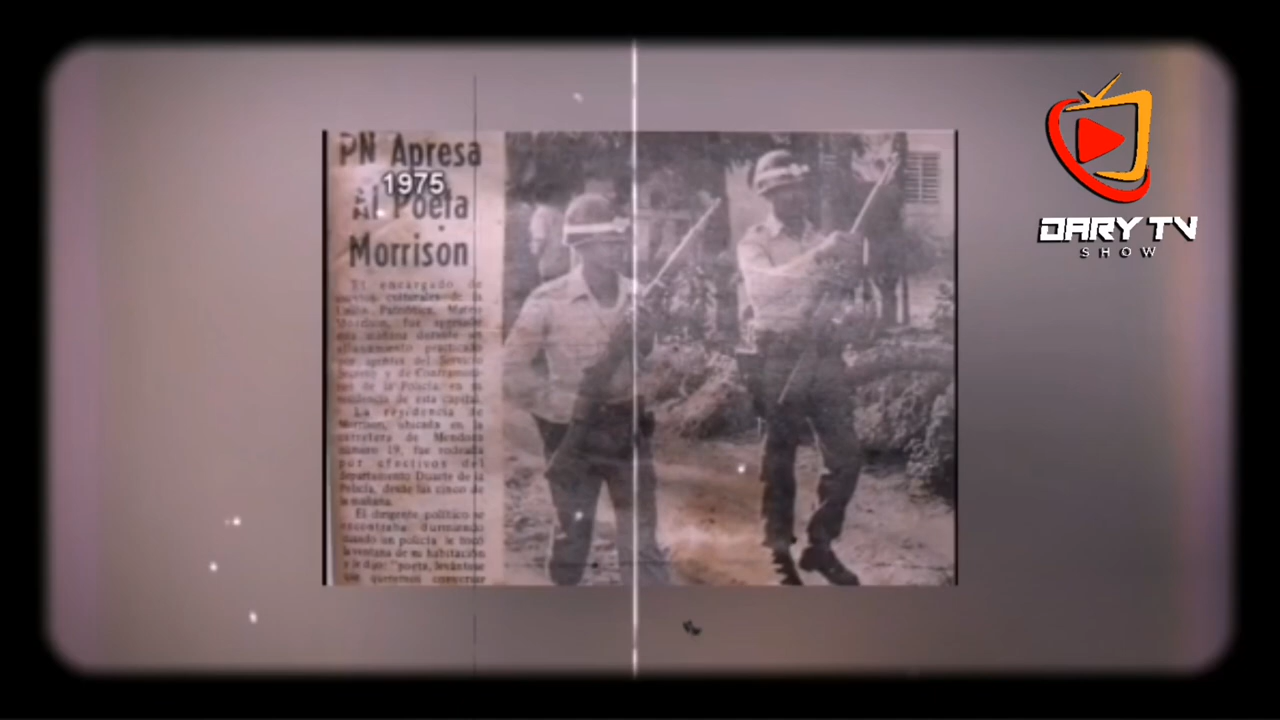 PN Apresa
1975
Al Poeta
Morrison
El encargado de
asuntos culturales de la
Unión Patriótica, Mateo
Morrison, fue apresado
esta mañana durante un
allanamiento practicado
por agentes del Servicio
Secreto y de
de la Policía, en su
residencia de esta capital.
La residencia de
Morrison, ubicada en la
carretera de Mendoza
número 19, fue rodeada
por efectivos del
departamento Duarte de la
Policía, desde las cinco de
la mañana.
El dirigente político se
encontraba durmiendo
cuando un policía le tocó
la ventana de su habitación
y le dijo: "poeta, levántese
que queremos conversar
DARY TV
SHOW